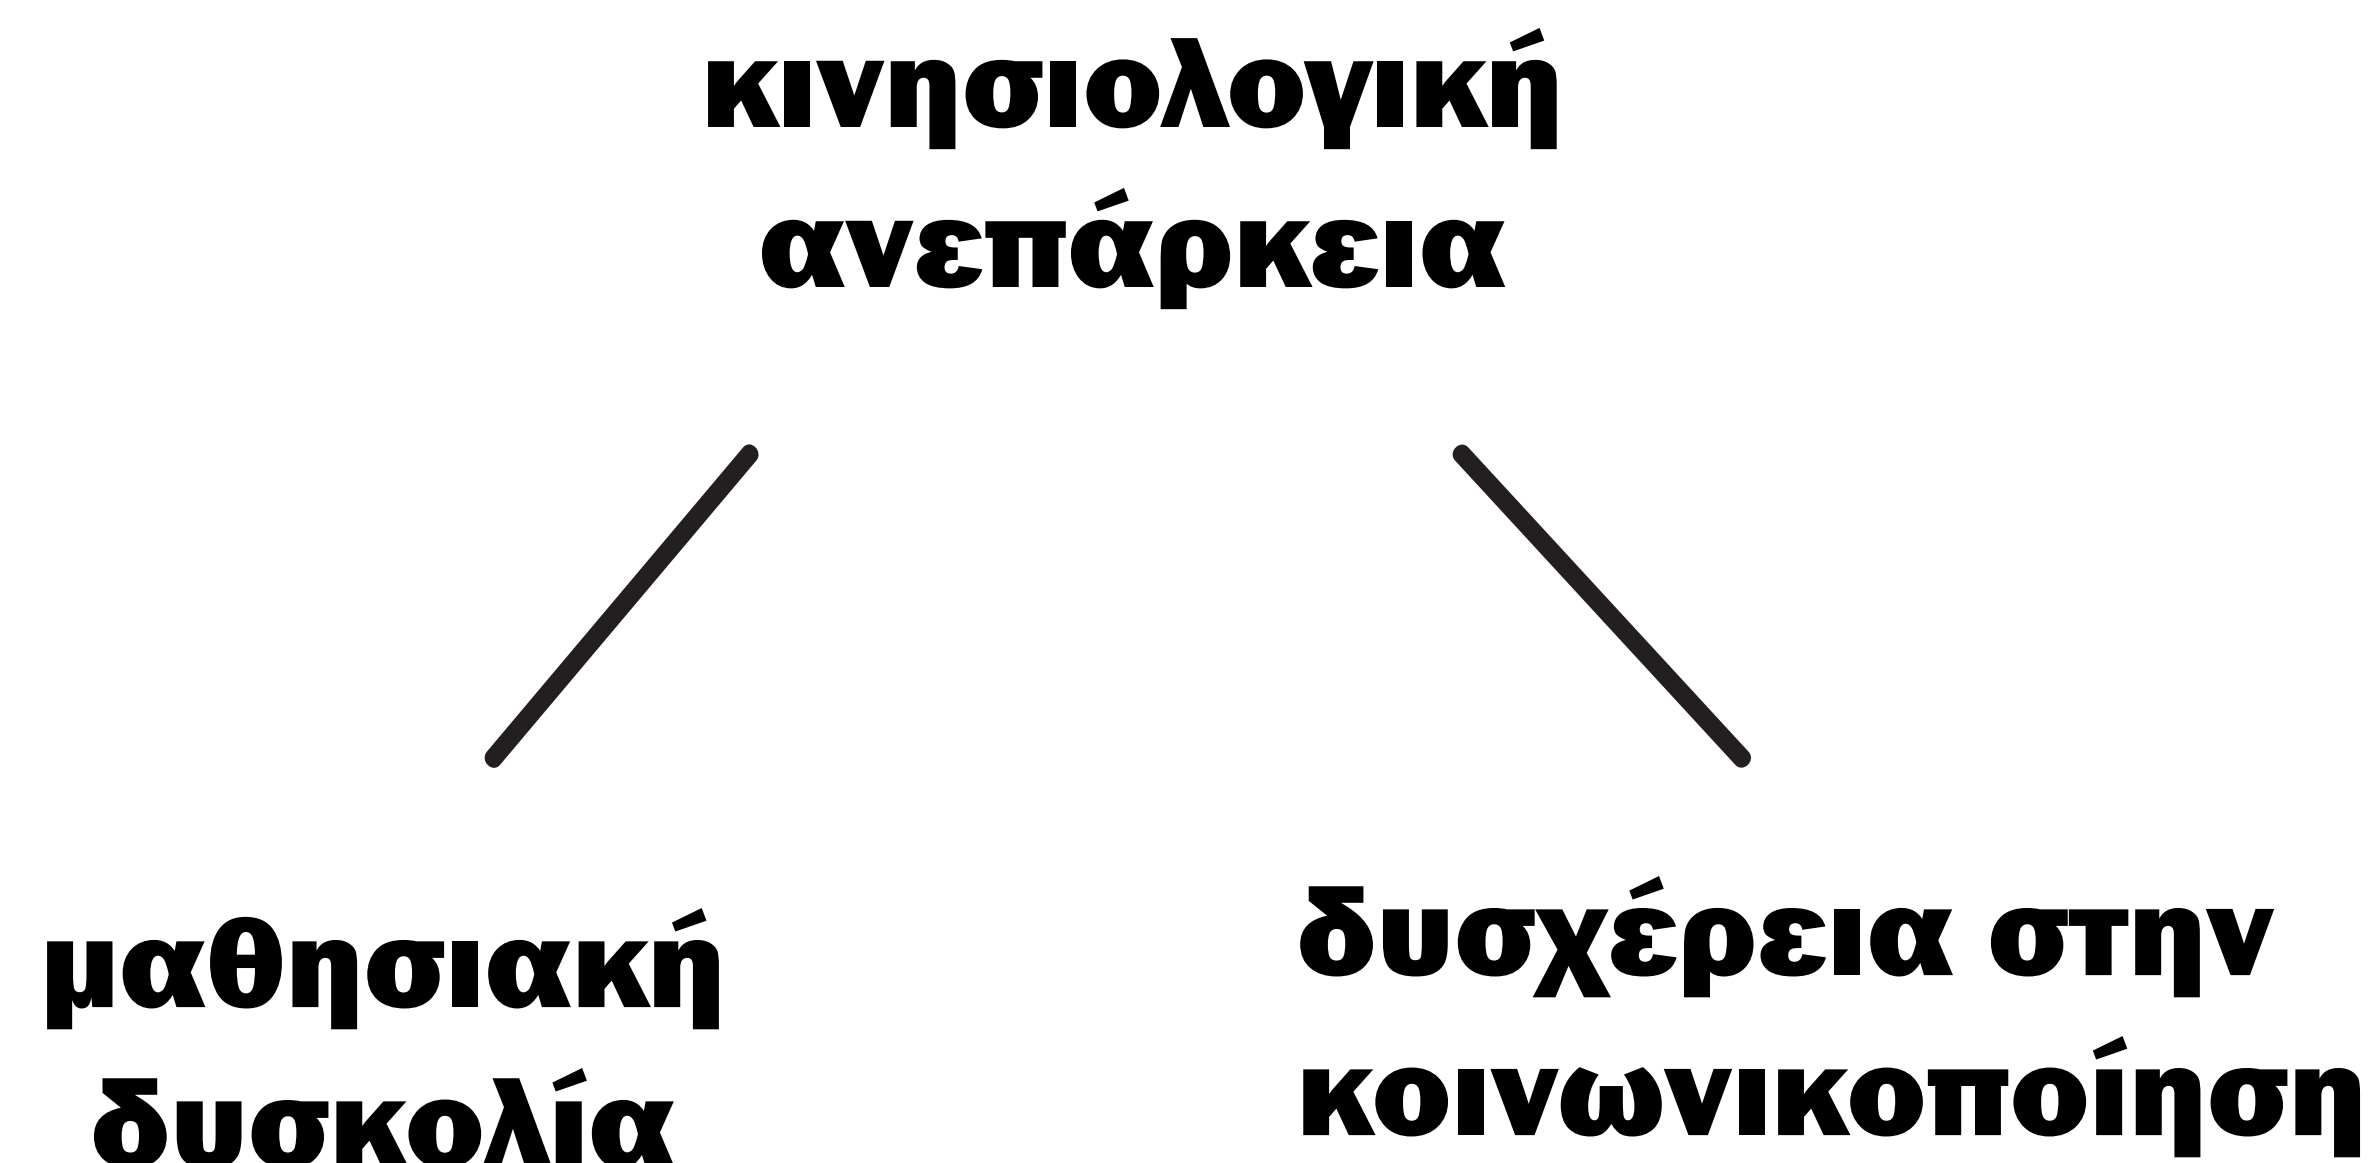 κινησιολογική
ανεπάρκεια
μαθησιακή
δυσκολία
δυσχέρεια στην
κοινωνικοποίηση